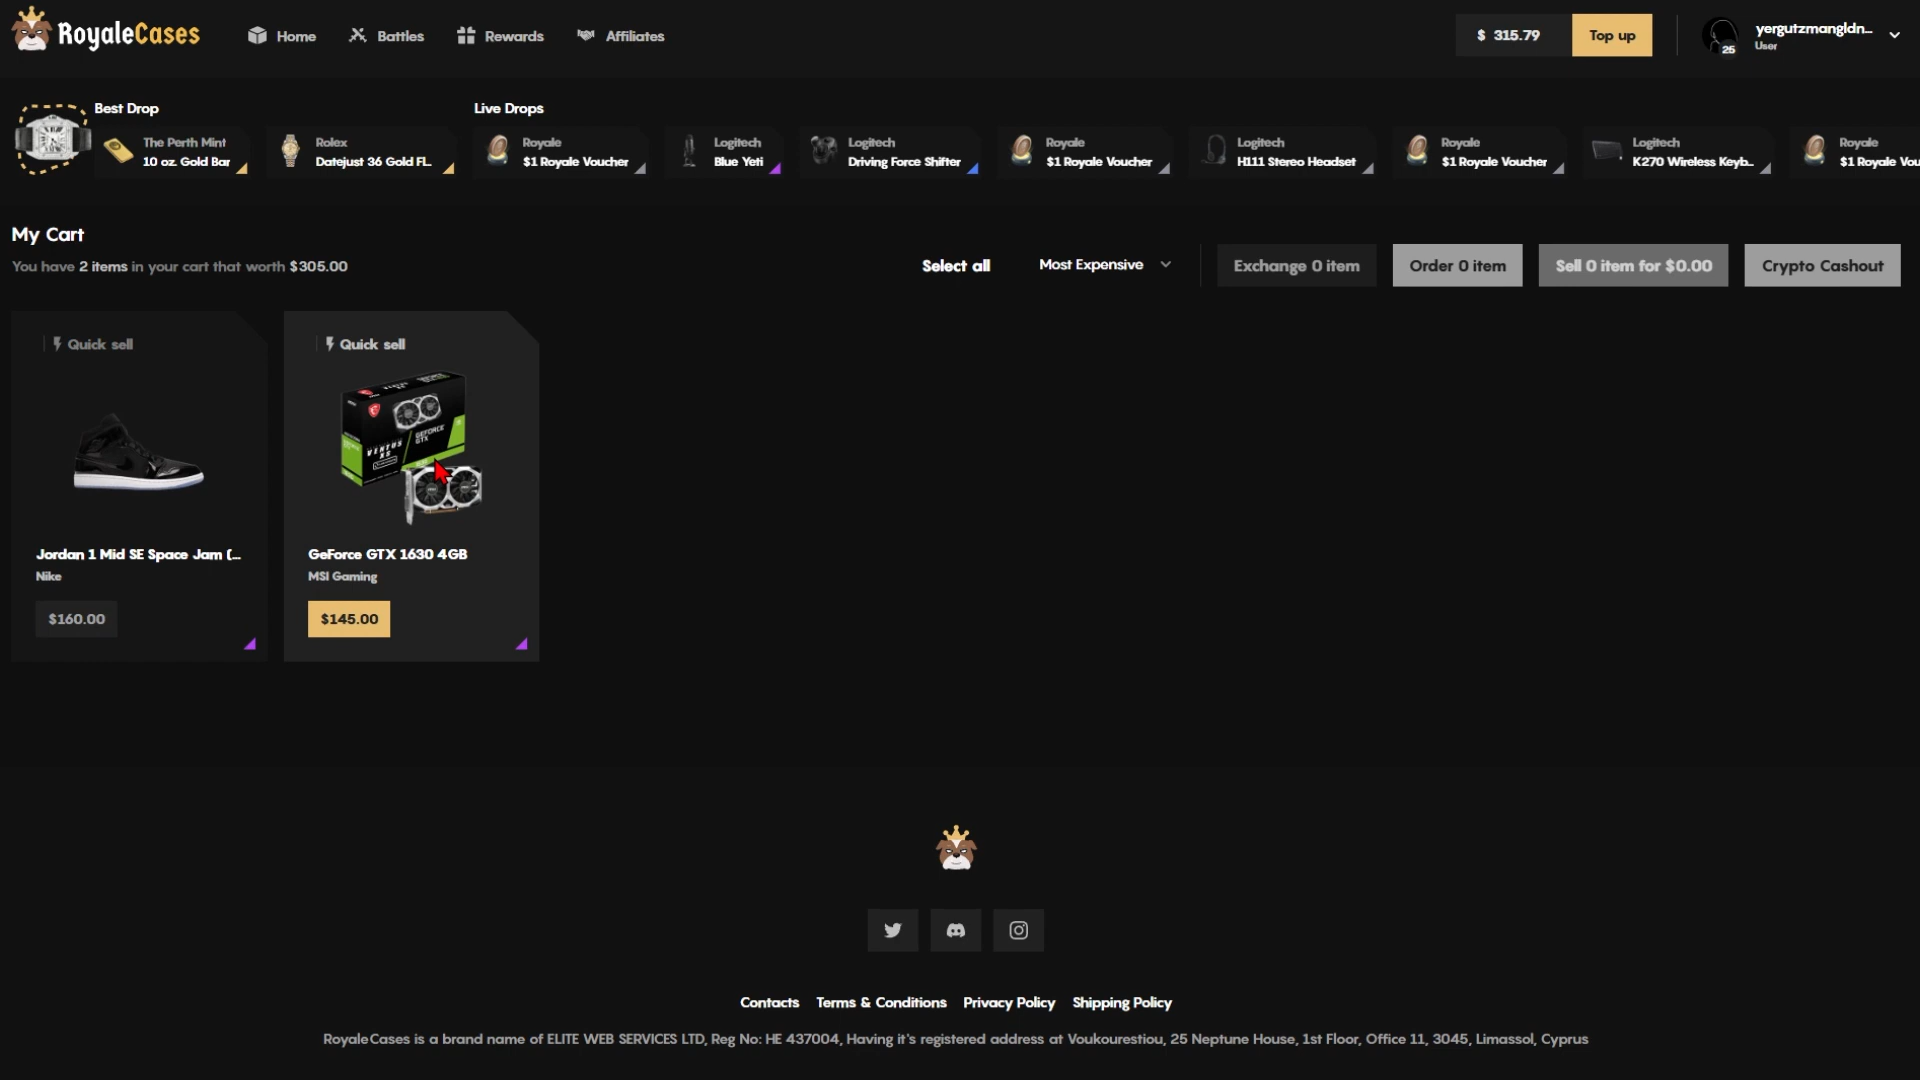 RoyaleCases
Home
Battles
Rewards
Affiliates
$ 315.79
Top up
25
yergutzmangldn...
User
Best Drop
The Perth Mint
10 oz. Gold Bar
Rolex
Datejust 36 Gold Fl...
Live Drops
Royale
$1 Royale Voucher
Logitech
Blue Yeti
Logitech
Driving Force Shifter
Royale
$1 Royale Voucher
Logitech
H111 Stereo Headset
Royale
$1 Royale Voucher
Logitech
K270 Wireless Keyb...
Royale
$1 Royale Vou
My Cart
You have 2 items in your cart that worth $305.00
Select all
Most Expensive
Exchange 0 item
Order 0 item
Sell 0 item for $0.00
Crypto Cashout
Quick sell
Jordan 1 Mid SE Space Jam (...
Nike
$160.00
Quick sell
VENTUS XS
GEFORCE GTX
GeForce GTX 1630 4GB
MSI Gaming
$145.00
Contacts
Terms & Conditions
Privacy Policy
Shipping Policy
RoyaleCases is a brand name of ELITE WEB SERVICES LTD, Reg No: HE 437004, Having it's registered address at Voukourestiou, 25 Neptune House, 1st Floor, Office 11, 3045, Limassol, Cyprus